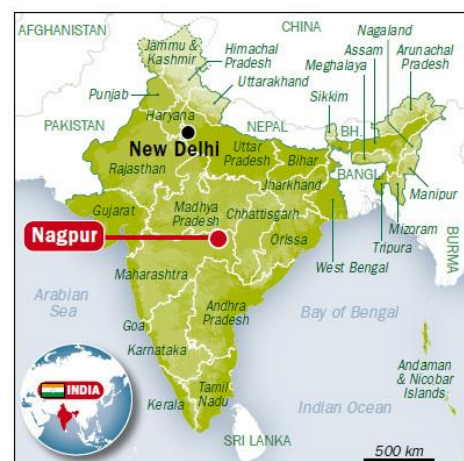 AFGHANISTAN
CHINA
Nagaland
Jammu &
Kashmir
Himachal
Pradesh
Assam
Arunachal
Pradesh
Meghalaya
Uttarakhand
Punjab
Sikkim
Haryana
PAKISTAN
NEPAL
BH.
New Delhi
Uttar
Pradesh
Bihar
Rajasthan
BANGL.
Jharkhand
Manipur
Gujarat
Madhya
Pradesh
Chhattisgarh
Mizoram
Tripura
Nagpur
Orissa
BURMA
West Bengal
Maharashtra
Arabian
Sea
Andhra
Pradesh
Bay of Bengal
Goa
Karnataka
Andaman
& Nicobar
Islands
INDIA
Tamil
Nadu
Kerala
Indian Ocean
SRI LANKA
500 km